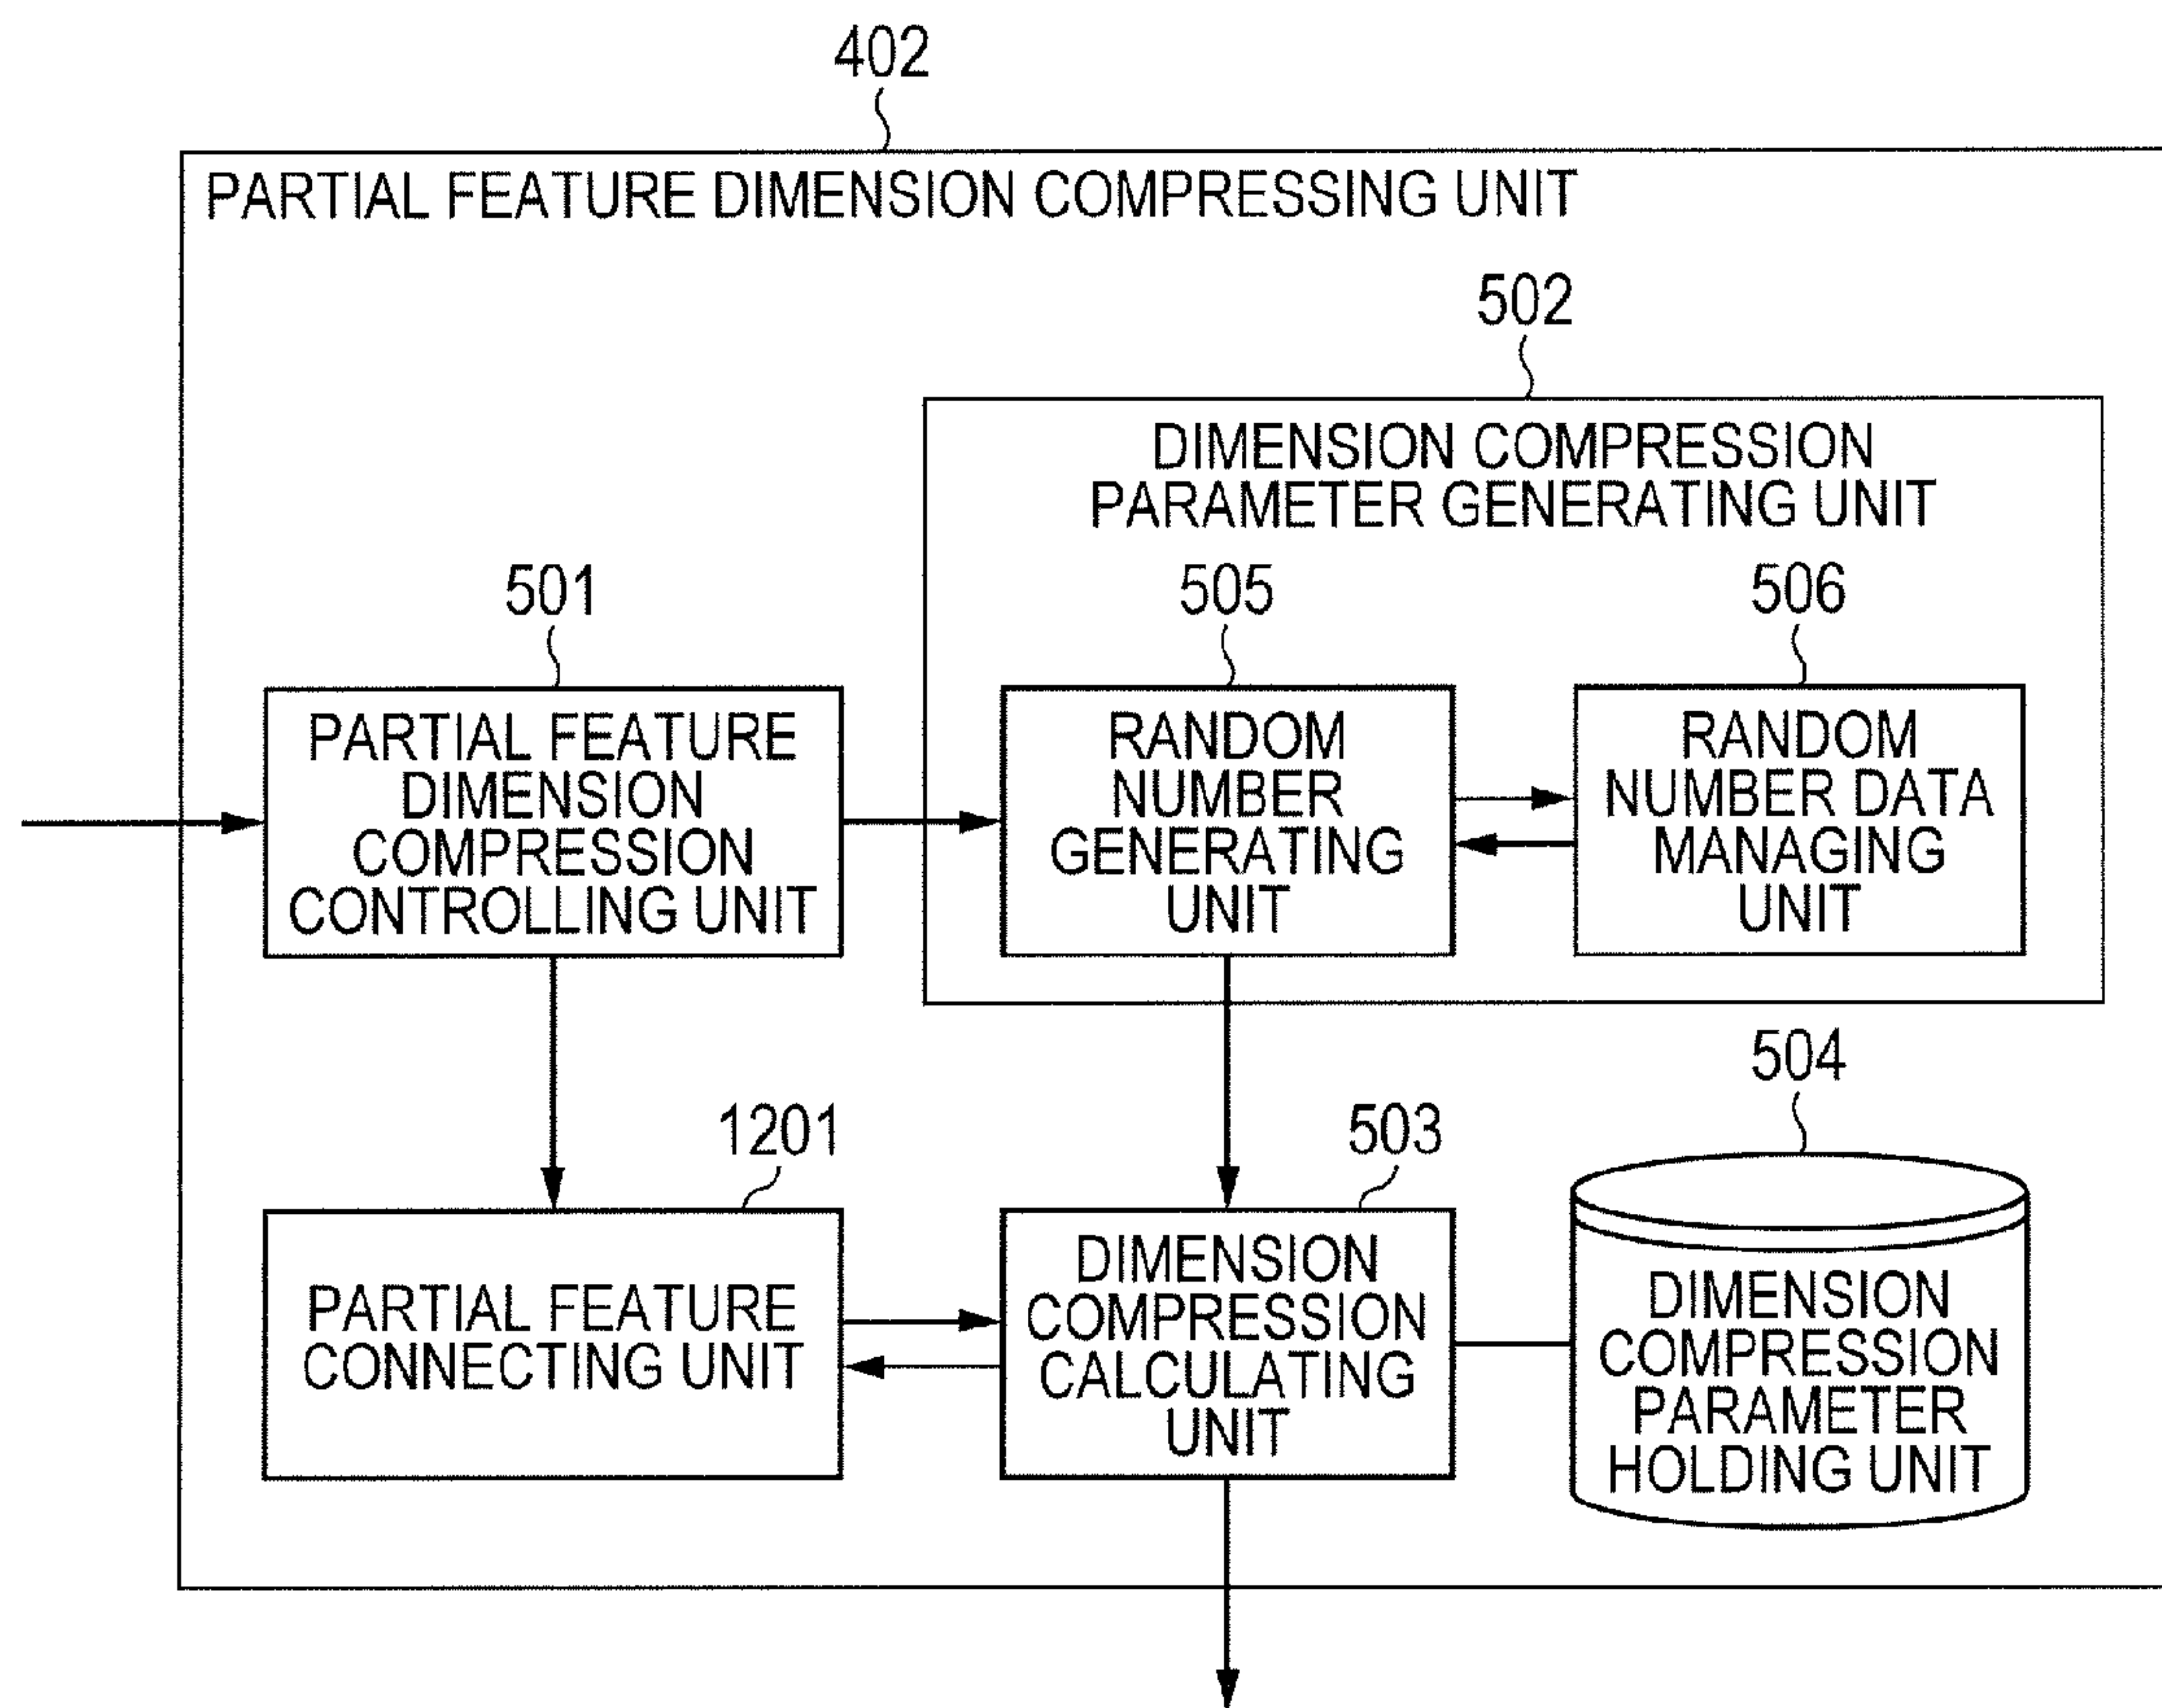 402
PARTIAL FEATURE DIMENSION COMPRESSING UNIT
502
DIMENSION COMPRESSION
PARAMETER GENERATING UNIT
501
505
506
PARTIAL FEATURE
DIMENSION
COMPRESSION
CONTROLLING UNIT
RANDOM
NUMBER
GENERATING
UNIT
RANDOM
NUMBER DATA
MANAGING
UNIT
1201
503
504
PARTIAL FEATURE
CONNECTING UNIT
DIMENSION
COMPRESSION
CALCULATING
UNIT
DIMENSION
COMPRESSION
PARAMETER
HOLDING UNIT